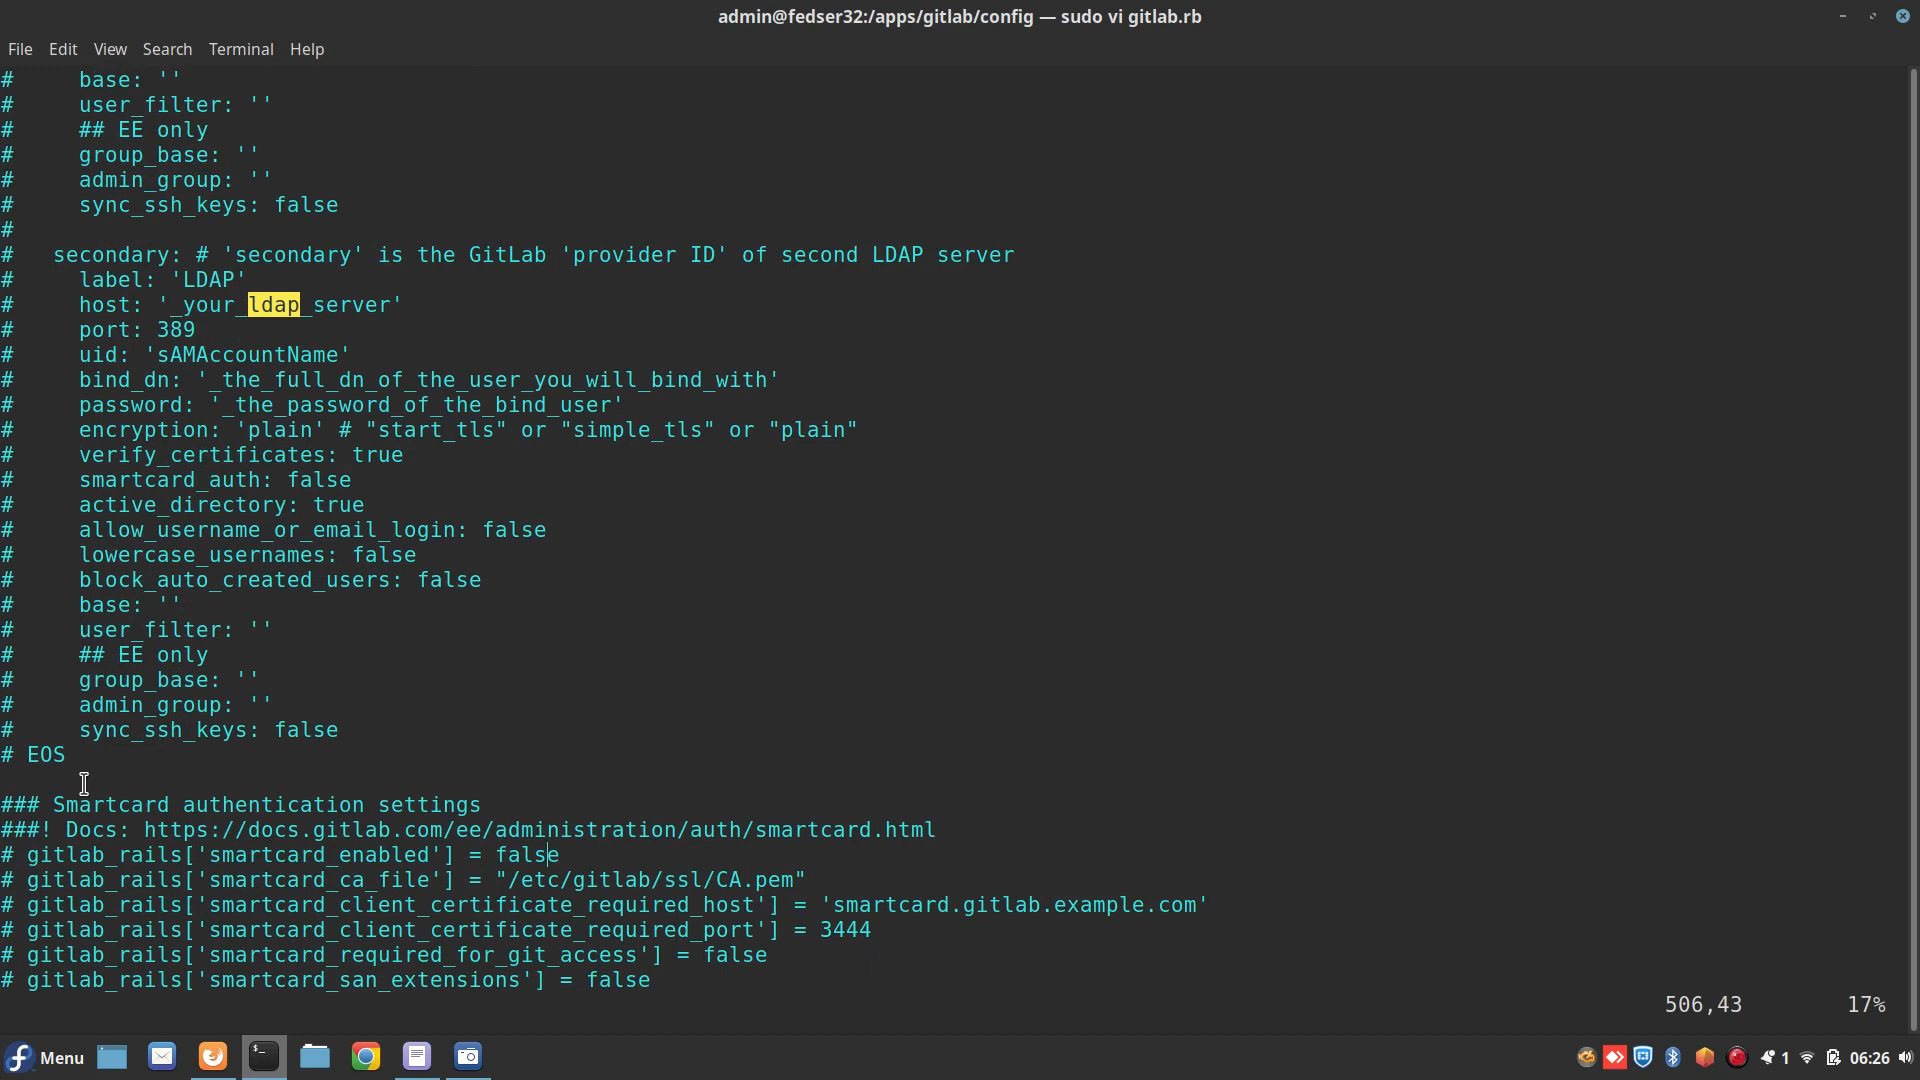 admin@fedser32:/apps/gitlab/config — sudo vi gitlab.rb
File Edit View Search Terminal Help
#     base: ''
#     user_filter: ''
#     ## EE only
#     group_base: ''
#     admin_group: ''
#     sync_ssh_keys: false
#
#   secondary: # 'secondary' is the GitLab 'provider ID' of second LDAP server
#     label: 'LDAP'
#     host: '_your_ldap_server'
#     port: 389
#     uid: 'sAMAccountName'
#     bind_dn: '_the_full_dn_of_the_user_you_will_bind_with'
#     password: '_the_password_of_the_bind_user'
#     encryption: 'plain' # "start_tls" or "simple_tls" or "plain"
#     verify_certificates: true
#     smartcard_auth: false
#     active_directory: true
#     allow_username_or_email_login: false
#     lowercase_usernames: false
#     block_auto_created_users: false
#     base: ''
#     user_filter: ''
#     ## EE only
#     group_base: ''
#     admin_group: ''
#     sync_ssh_keys: false
# EOS
### Smartcard authentication settings
###! Docs: https://docs.gitlab.com/ee/administration/auth/smartcard.html
# gitlab_rails['smartcard_enabled'] = false
# gitlab_rails['smartcard_ca_file'] = "/etc/gitlab/ssl/CA.pem"
# gitlab_rails['smartcard_client_certificate_required_host'] = 'smartcard.gitlab.example.com'
# gitlab_rails['smartcard_client_certificate_required_port'] = 3444
# gitlab_rails['smartcard_required_for_git_access'] = false
# gitlab_rails['smartcard_san_extensions'] = false
506,43 17%
Menu 1 06:26